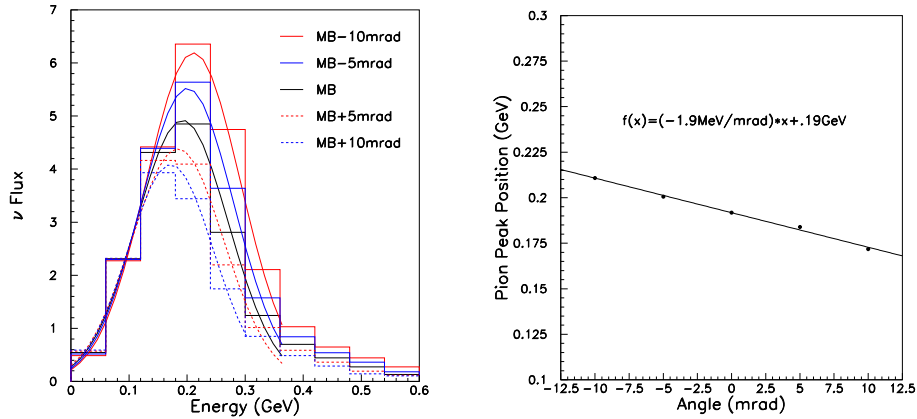 ν Flux
7
6
5
4
3
2
1
0
MB−10mrad
MB−5mrad
MB
MB+5mrad
MB+10mrad
0 0.1 0.2 0.3 0.4 0.5 0.6
Energy (GeV)
Pion Peak Position (GeV)
0.3
0.275
0.25
0.225
0.2
0.175
0.15
0.125
0.1
f(x)=(−1.9MeV/mrad)*x+.19GeV
−12.5 −10 −7.5 −5 −2.5 0 2.5 5 7.5 10 12.5
Angle (mrad)